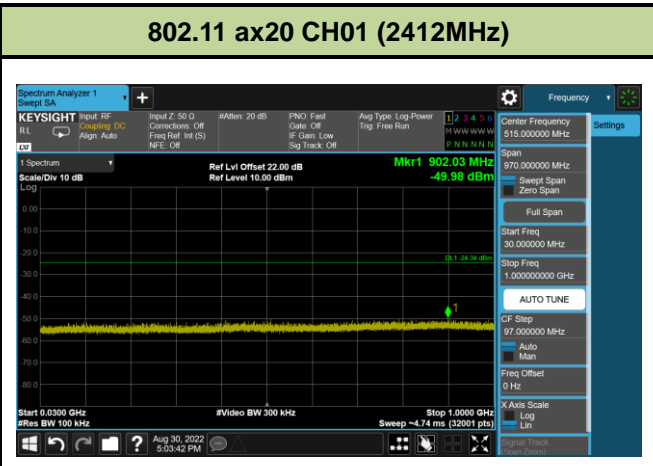 802.11 ax20 CH01 (2412MHz)
Spectrum Analyzer 1
Swept SA
+
Frequency
KEYSIGHT
RL
Input: RF
Coupling: DC
Align: Auto
Input Z: 50 Ω
Corrections: Off
Freq Ref: Int (S)
NFE: Off
#Atten: 20 dB
PNO: Fast
Gate: Off
IF Gain: Low
Sig Track: Off
Avg Type: Log-Power
Trig: Free Run
1 2 3 4 5 6
M W W W W W
P N N N N N
Settings
Center Frequency
515.000000 MHz
Span
970.000000 MHz
Swept Span
Zero Span
Full Span
Start Freq
30.000000 MHz
Stop Freq
1.000000000 GHz
AUTO TUNE
CF Step
97.000000 MHz
Auto
Man
Freq Offset
0 Hz
X Axis Scale
Log
Lin
Signal Track
(Span Zoom)
1 Spectrum
Scale/Div 10 dB
Log
Ref Lvl Offset 22.00 dB
Ref Level 10.00 dBm
Mkr1 902.03 MHz
-49.98 dBm
0.00
-10.0
-20.0
DL1 -24.34 dBm
-30.0
-40.0
1
-50.0
-60.0
-70.0
-80.0
Start 0.0300 GHz
#Res BW 100 kHz
#Video BW 300 kHz
Stop 1.0000 GHz
Sweep ~4.74 ms (32001 pts)
?
Aug 30, 2022
5:03:42 PM